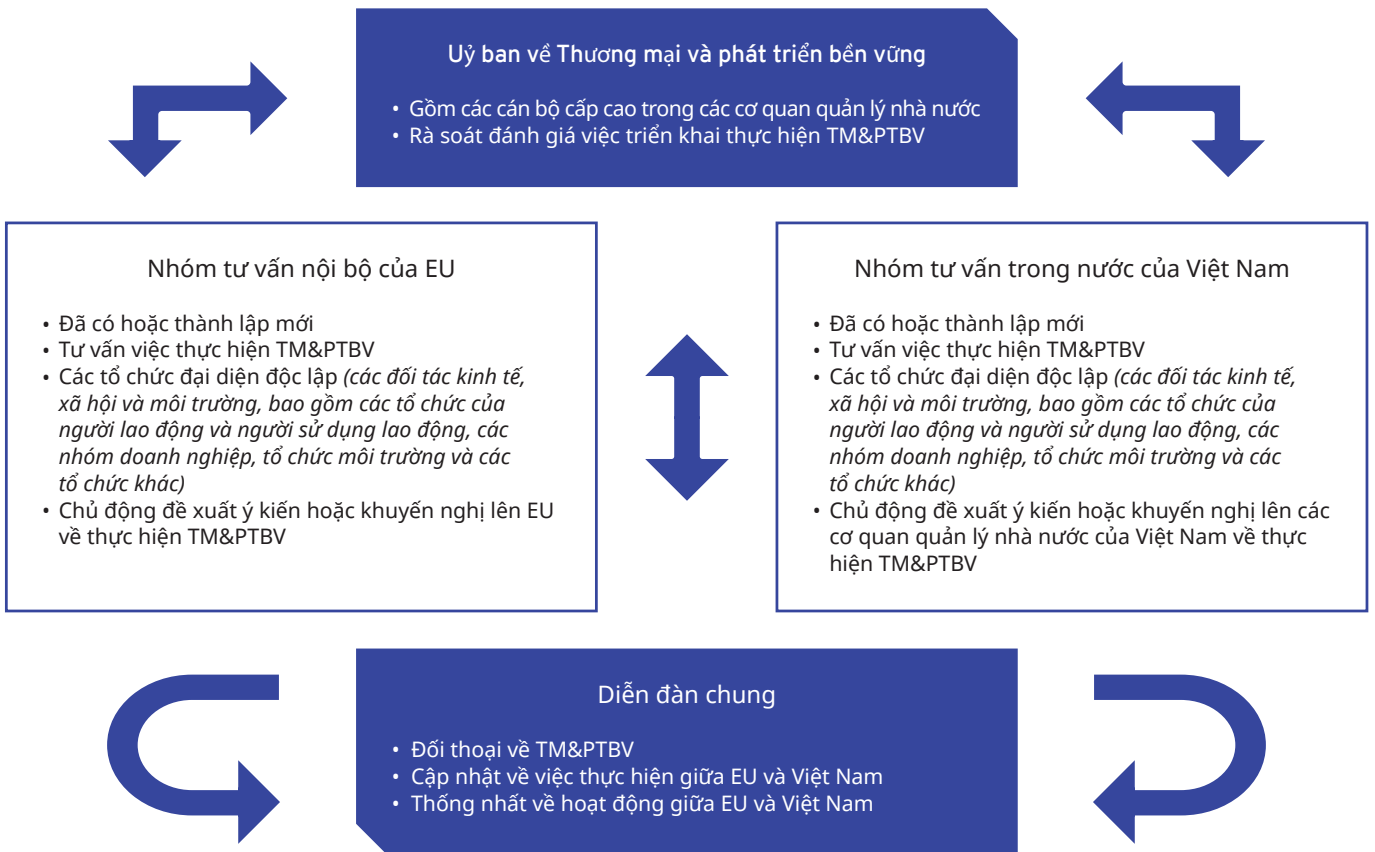 Uỷ ban về Thương mại và phát triển bền vững
• Gồm các cán bộ cấp cao trong các cơ quan quản lý nhà nước
• Rà soát đánh giá việc triển khai thực hiện TM&PTBV
Nhóm tư vấn nội bộ của EU
• Đã có hoặc thành lập mới
• Tư vấn việc thực hiện TM&PTBV
• Các tổ chức đại diện độc lập (các đối tác kinh tế,
xã hội và môi trường, bao gồm các tổ chức của
người lao động và người sử dụng lao động, các
nhóm doanh nghiệp, tổ chức môi trường và các
tổ chức khác)
• Chủ động đề xuất ý kiến hoặc khuyến nghị lên EU
về thực hiện TM&PTBV
Nhóm tư vấn trong nước của Việt Nam
• Đã có hoặc thành lập mới
• Tư vấn việc thực hiện TM&PTBV
• Các tổ chức đại diện độc lập (các đối tác kinh tế,
xã hội và môi trường, bao gồm các tổ chức của
người lao động và người sử dụng lao động, các
nhóm doanh nghiệp, tổ chức môi trường và các
tổ chức khác)
• Chủ động đề xuất ý kiến hoặc khuyến nghị lên các
cơ quan quản lý nhà nước của Việt Nam về thực
hiện TM&PTBV
Diễn đàn chung
• Đối thoại về TM&PTBV
• Cập nhật về việc thực hiện giữa EU và Việt Nam
• Thống nhất về hoạt động giữa EU và Việt Nam